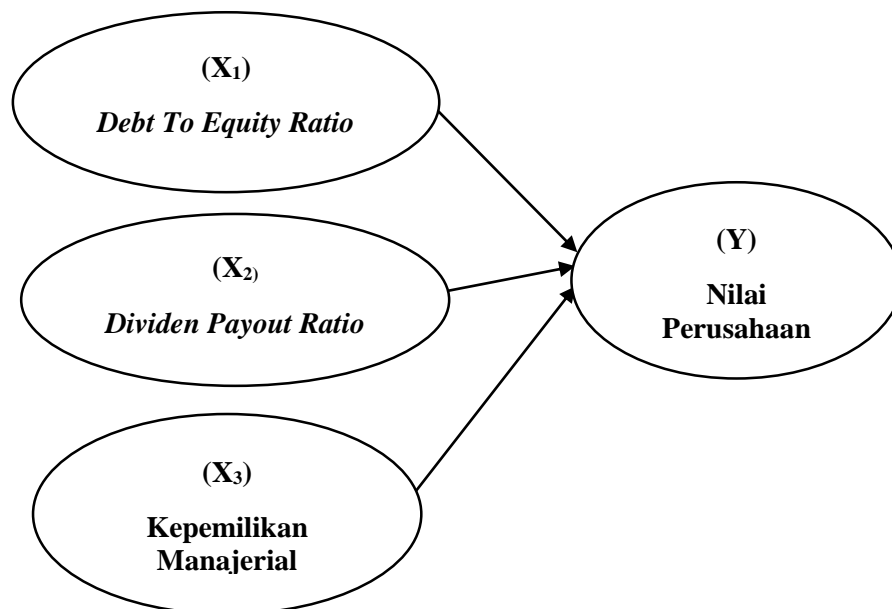 (X₁)
Debt To Equity Ratio
(X₂)
Dividen Payout Ratio
(X₃)
Kepemilikan
Manajerial
(Y)
Nilai
Perusahaan